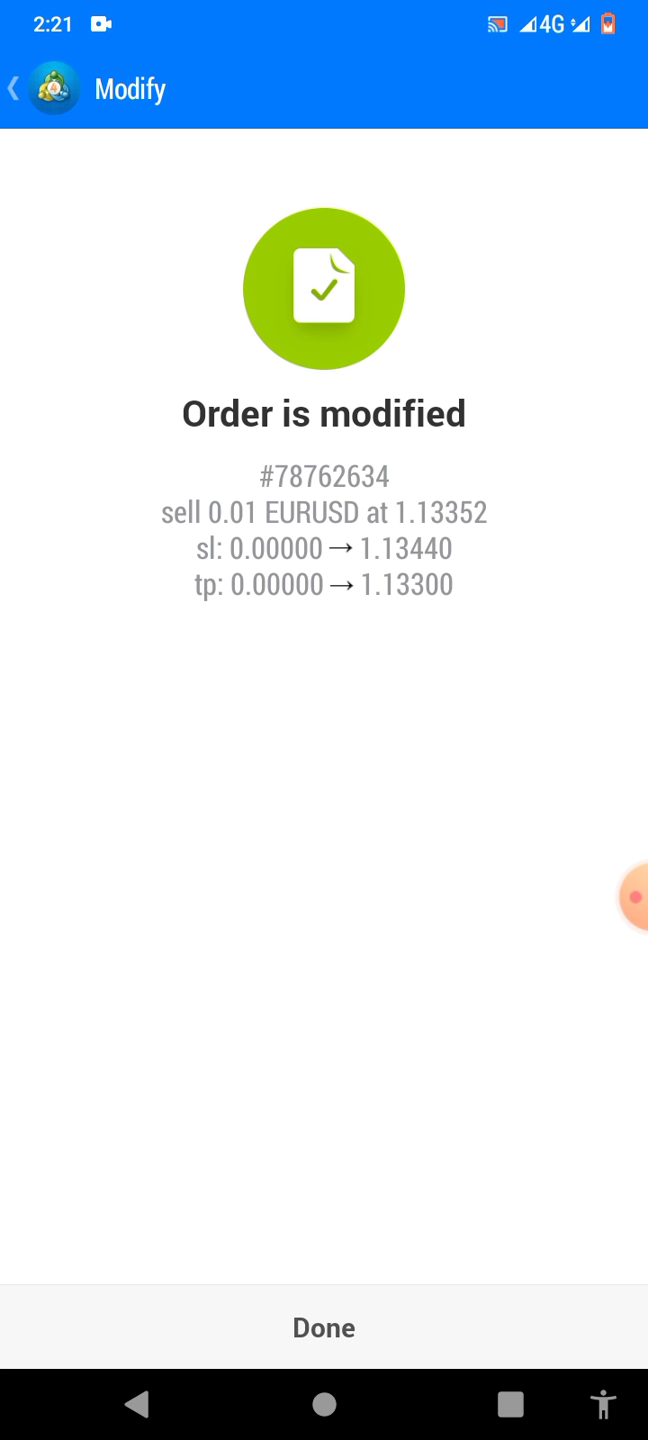 2:21 4G
Modify
Order is modified
#78762634
sell 0.01 EURUSD at 1.13352
sl: 0.00000 → 1.13440
tp: 0.00000 → 1.13300
Done